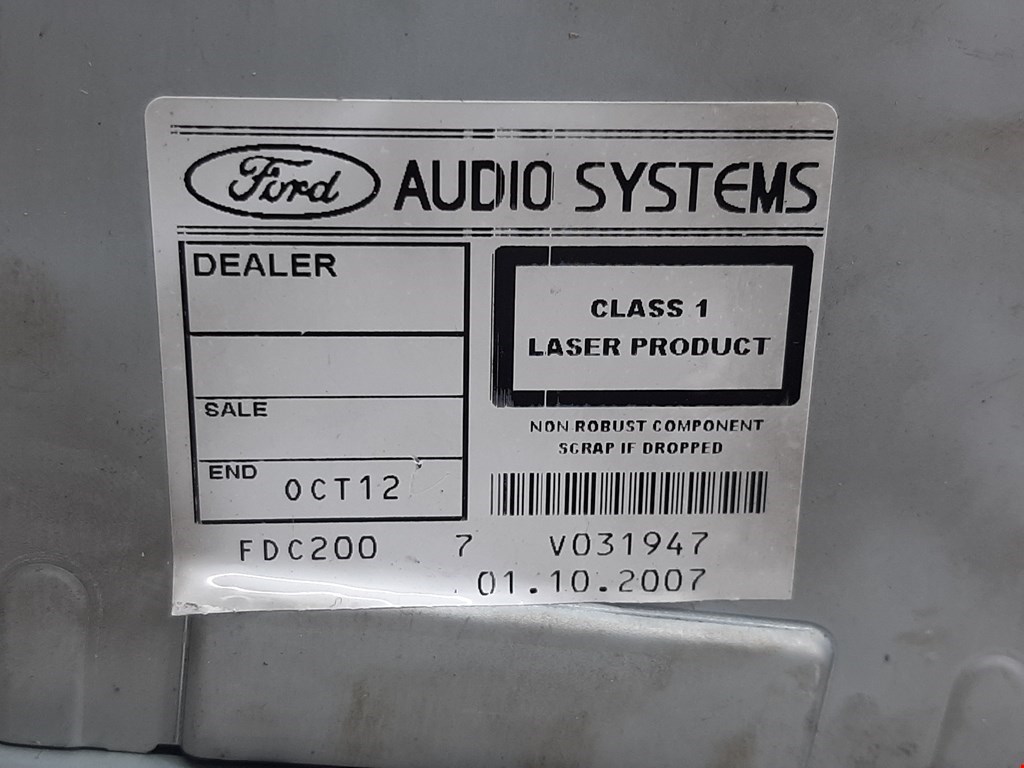 Ford AUDIO SYSTEMS
DEALER
SALE
END OCT12
CLASS 1
LASER PRODUCT
NON ROBUST COMPONENT
SCRAP IF DROPPED
FDC200 7 V031947
01.10.2007